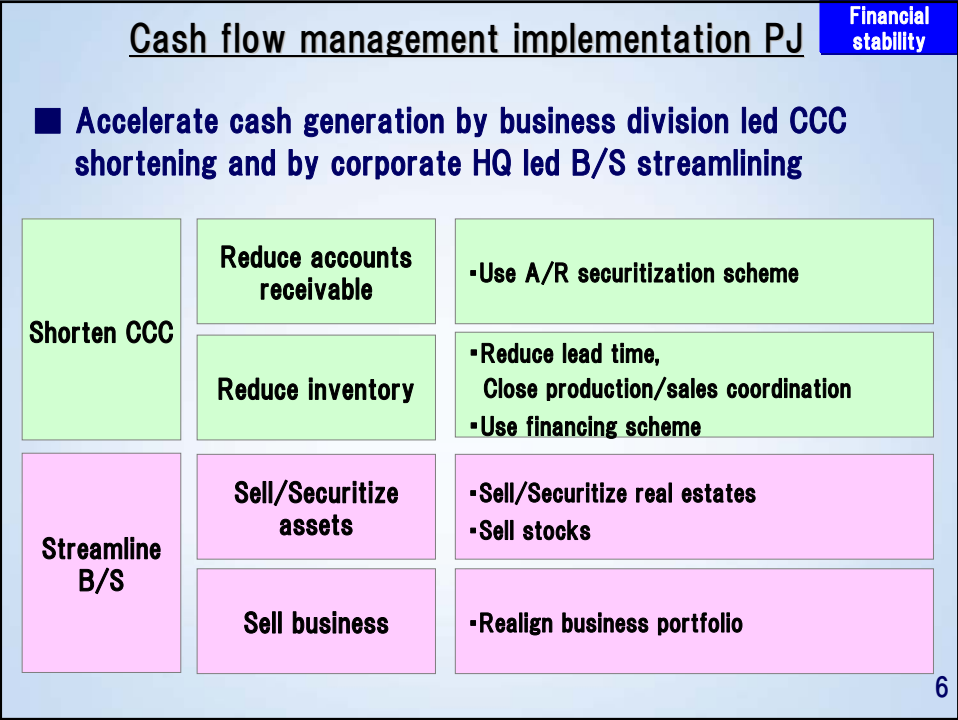 Cash flow management implementation PJ
Financial
stability
■ Accelerate cash generation by business division led CCC
shortening and by corporate HQ led B/S streamlining
Shorten CCC
Reduce accounts
receivable
・Use A/R securitization scheme
Reduce inventory
・Reduce lead time,
Close production/sales coordination
・Use financing scheme
Streamline
B/S
Sell/Securitize
assets
・Sell/Securitize real estates
・Sell stocks
Sell business
・Realign business portfolio
6